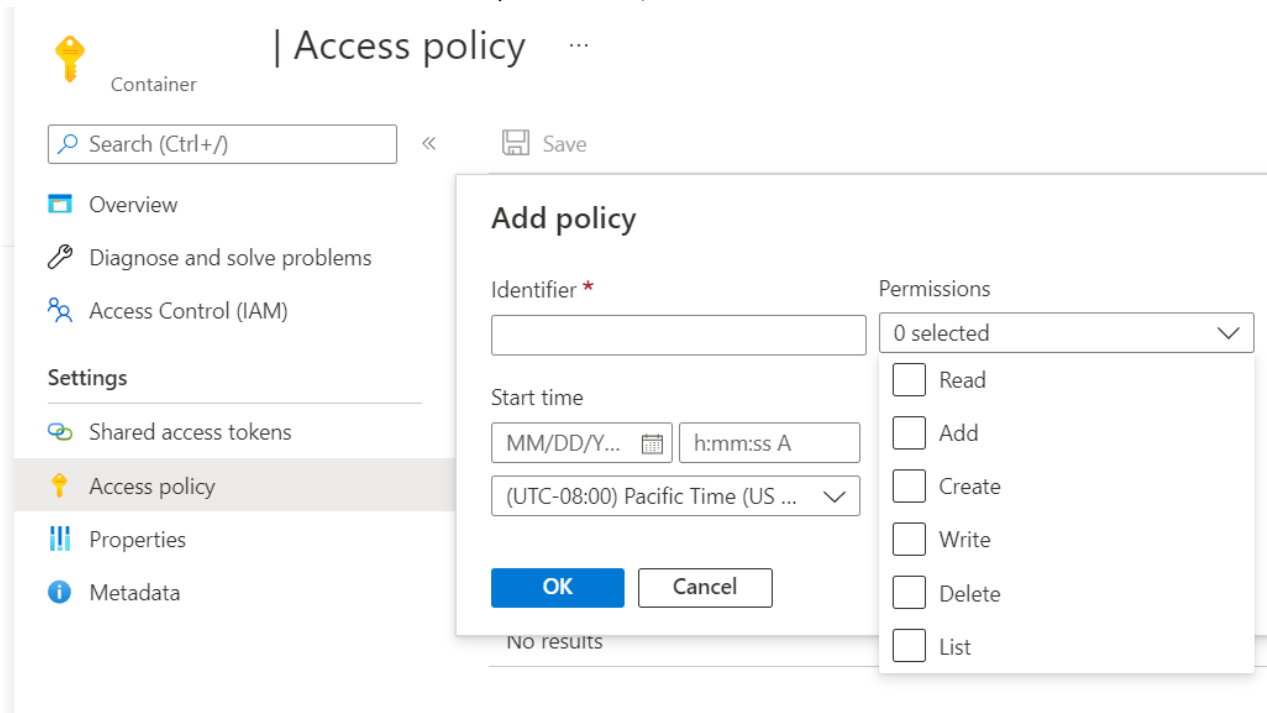 | Access policy ...
Container
Search (Ctrl+/)
«
Save
Overview
Diagnose and solve problems
Access Control (IAM)
Settings
Shared access tokens
Access policy
Properties
Metadata
Add policy
Identifier *
Permissions
0 selected
Read
Add
Create
Write
Delete
List
Start time
MM/DD/Y...
h:mm:ss A
(UTC-08:00) Pacific Time (US ...
OK
Cancel
No results